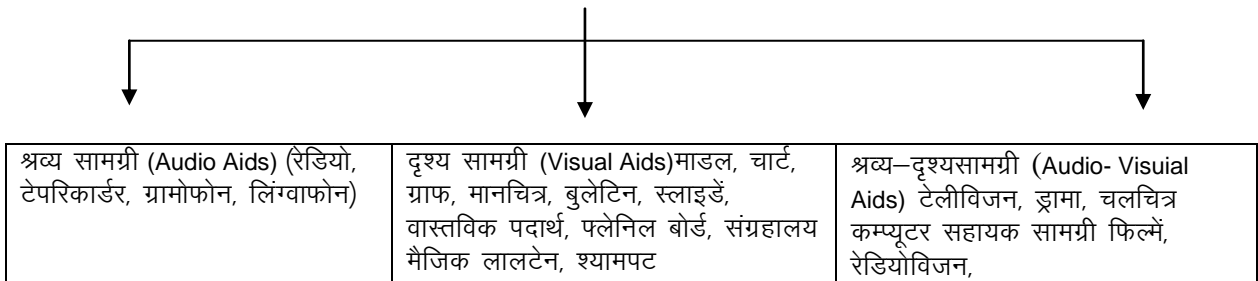 श्रव्य सामग्री (Audio Aids) (रेडियो,
टेपरिकार्डर, ग्रामोफोन, लिंग्वाफोन)
दृश्य सामग्री (Visual Aids)माडल, चार्ट,
ग्राफ, मानचित्र, बुलेटिन, स्लाइडें,
वास्तविक पदार्थ, फ्लेनिल बोर्ड, संग्रहालय
मैजिक लालटेन, श्यामपट
श्रव्य–दृश्यसामग्री (Audio- Visuial
Aids) टेलीविजन, ड्रामा, चलचित्र
कम्प्यूटर सहायक सामग्री फिल्में,
रेडियोविजन,